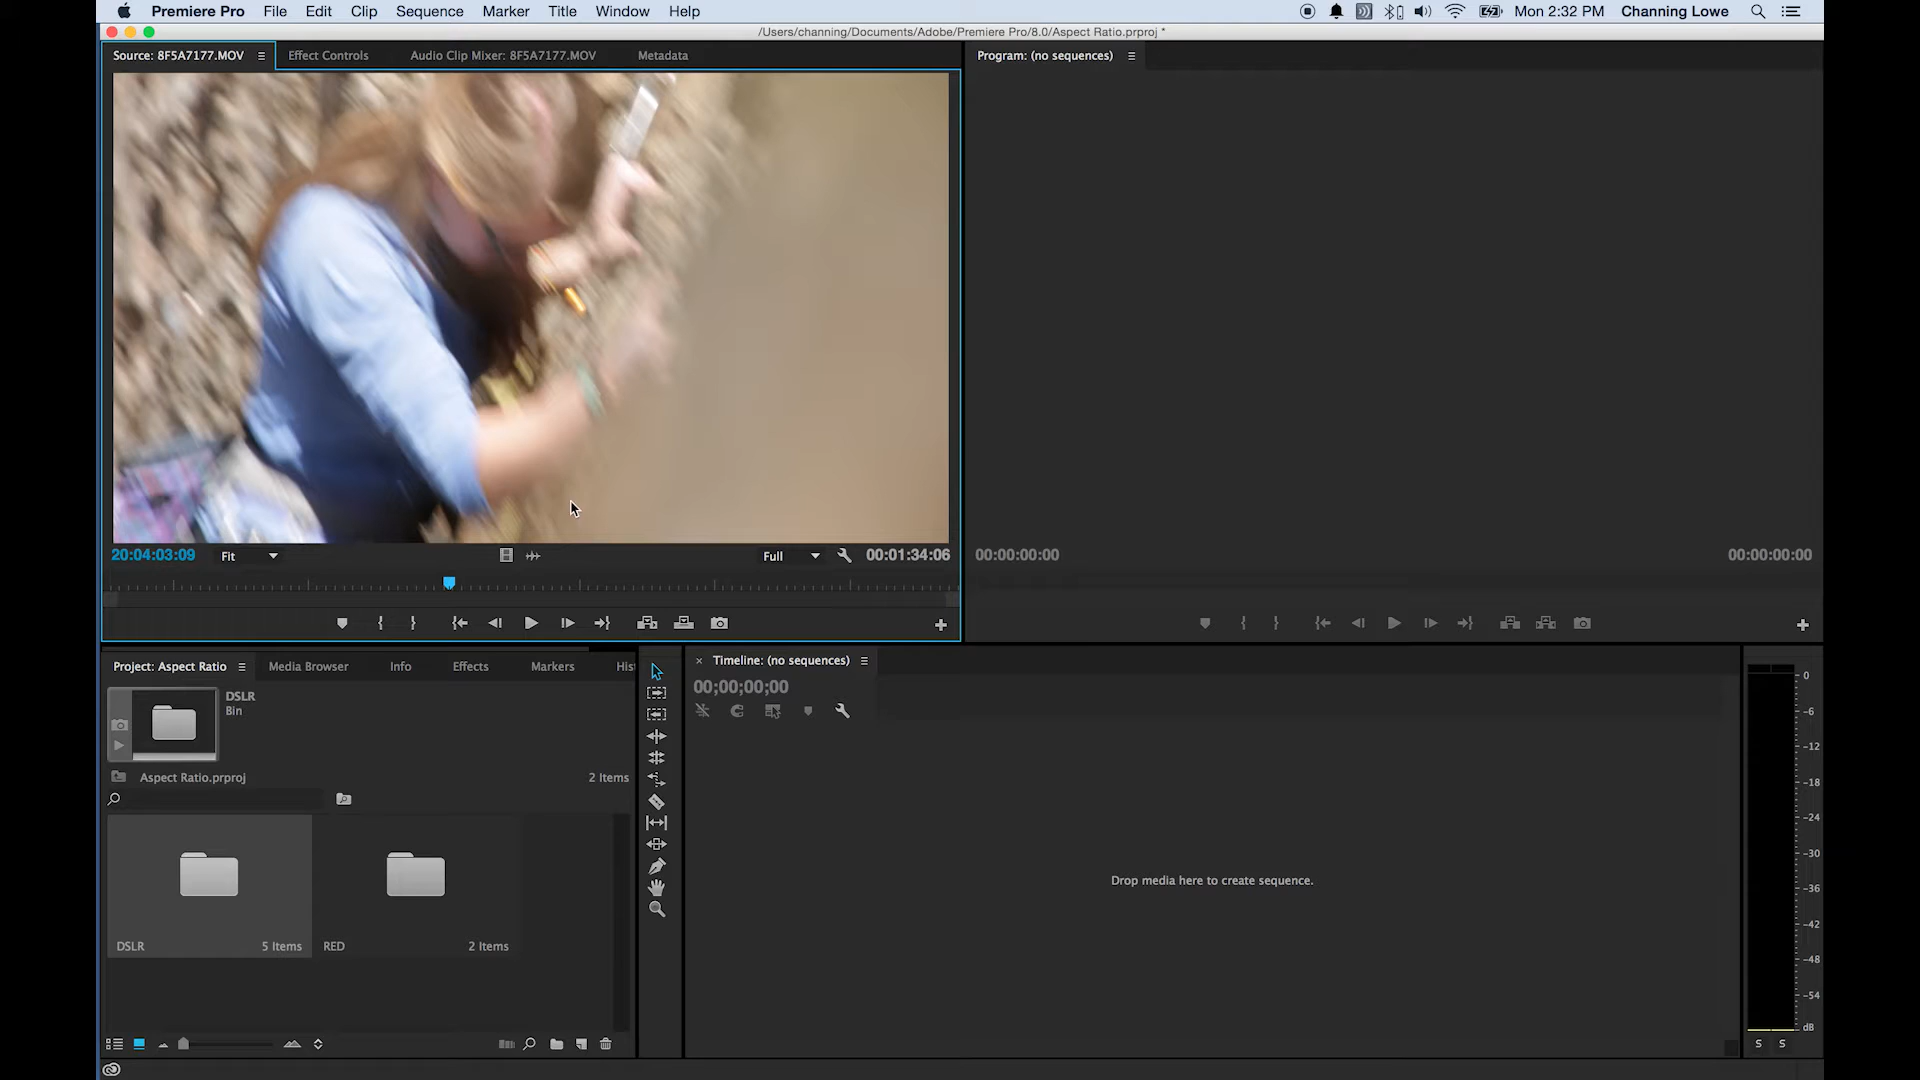 Premiere Pro File Edit Clip Sequence Marker Title Window Help Mon 2:32 PM Channing Lowe
/Users/channing/Documents/Adobe/Premiere Pro/8.0/Aspect Ratio.prproj *
Source: 8F5A7177.MOV Effect Controls Audio Clip Mixer: 8F5A7177.MOV Metadata
Program: (no sequences)
20:04:03:09 Fit Full 00:01:34:06
00:00:00:00 00:00:00:00
Project: Aspect Ratio Media Browser Info Effects Markers His
DSLR
Bin
Aspect Ratio.prproj 2 Items
DSLR 5 Items
RED 2 Items
× Timeline: (no sequences)
00;00;00;00
Drop media here to create sequence.
0
-6
-12
-18
-24
-30
-36
-42
-48
-54
dB
S S